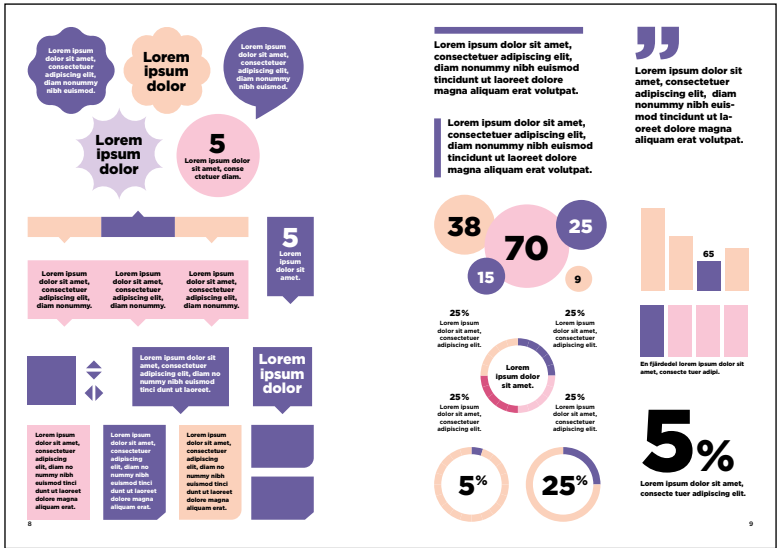 Lorem ipsum
dolor sit amet,
consectetuer
adipiscing elit,
diam nonummy
nibh euismod.
Lorem
ipsum
dolor
Lorem ipsum
dolor sit amet,
consectetuer
adipiscing elit,
diam nonummy
nibh euismod.
Lorem
ipsum
dolor
5
Lorem ipsum dolor
sit amet, conse
ctetuer diam.
5
Lorem
ipsum
dolor sit
amet.
Lorem ipsum
dolor sit amet,
consectetuer
adipiscing elit,
diam nonummy.
Lorem ipsum
dolor sit amet,
consectetuer
adipiscing elit,
diam nonummy.
Lorem ipsum
dolor sit amet,
consectetuer
adipiscing elit,
diam nonummy.
Lorem ipsum dolor sit
amet, consectetuer
adipiscing elit, diam no
nummy nibh euismod
tinci dunt ut laoreet.
Lorem
ipsum
dolor
Lorem ipsum
dolor sit amet,
consectetuer
adipiscing
elit, diam no
nummy nibh
euismod tinci
dunt ut laoreet
dolore magna
aliquam erat.
Lorem ipsum
dolor sit amet,
consectetuer
adipiscing
elit, diam no
nummy nibh
euismod tinci
dunt ut laoreet
dolore magna
aliquam erat.
Lorem ipsum
dolor sit amet,
consectetuer
adipiscing
elit, diam no
nummy nibh
euismod tinci
dunt ut laoreet
dolore magna
aliquam erat.
8
Lorem ipsum dolor sit amet,
consectetuer adipiscing elit,
diam nonummy nibh euismod
tincidunt ut laoreet dolore
magna aliquam erat volutpat.
Lorem ipsum dolor sit amet,
consectetuer adipiscing elit,
diam nonummy nibh euismod
tincidunt ut laoreet dolore
magna aliquam erat volutpat.
”
Lorem ipsum dolor sit
amet, consectetuer
adipiscing elit, diam
nonummy nibh euis-
mod tincidunt ut la-
oreet dolore magna
aliquam erat volutpat.
38
70
25
15
9
65
25%
Lorem ipsum
dolor sit amet,
consectetuer
adipiscing elit.
25%
Lorem ipsum
dolor sit amet,
consectetuer
adipiscing elit.
Lorem ipsum
dolor
sit amet.
25%
Lorem ipsum
dolor sit amet,
consectetuer
adipiscing elit.
25%
Lorem ipsum
dolor sit amet,
consectetuer
adipiscing elit.
En fjärdedel lorem ipsum dolor sit
amet, consecte tuer adipi.
5%
25%
5%
Lorem ipsum dolor sit amet,
consecte tuer adipiscing elit.
9